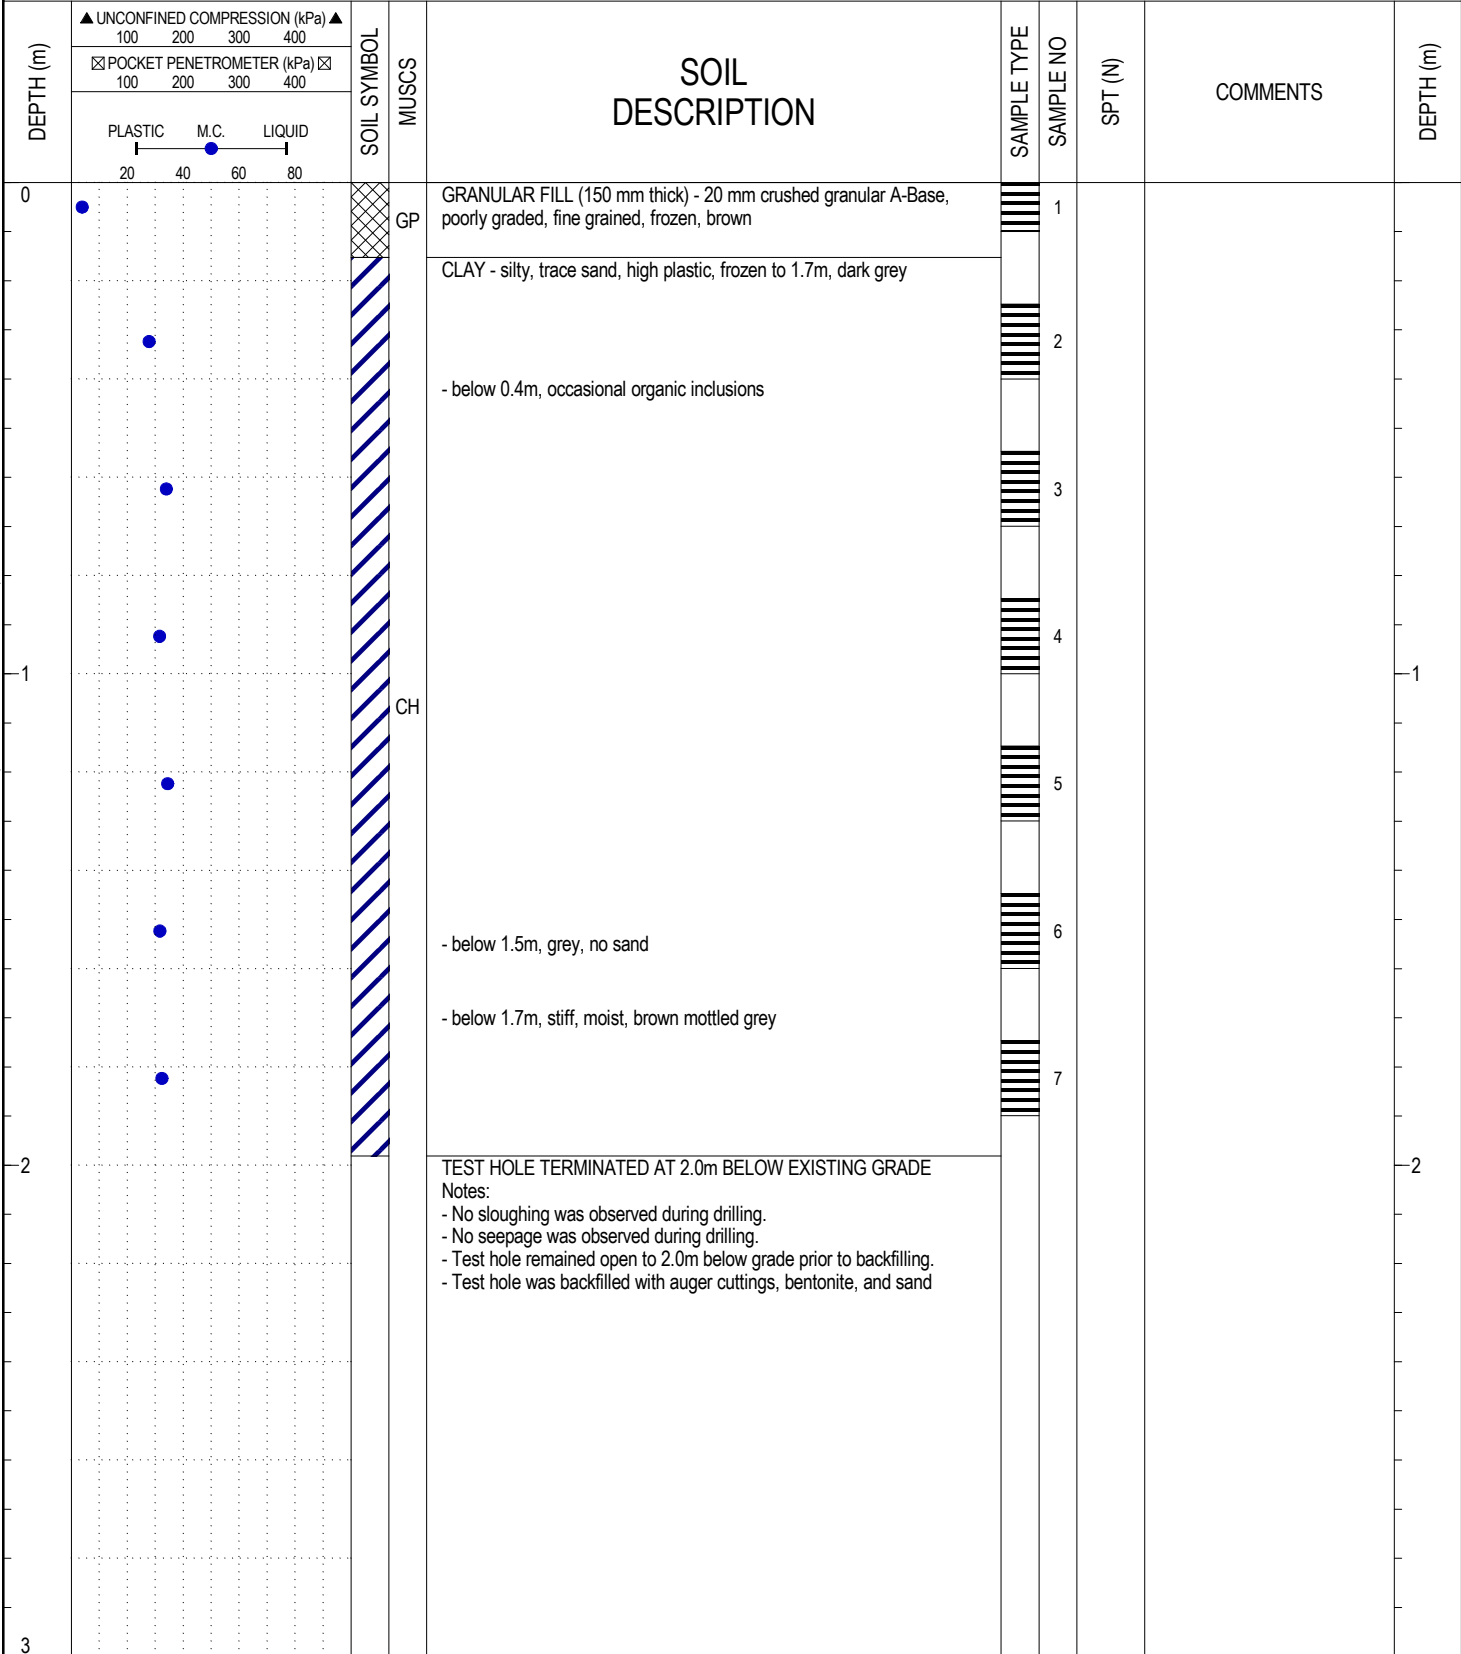 DEPTH (m)
▲ UNCONFINED COMPRESSION (kPa) ▲
100 200 300 400
☒ POCKET PENETROMETER (kPa) ☒
100 200 300 400
PLASTIC M.C. LIQUID
20 40 60 80
SOIL SYMBOL
MUSCS
SOIL
DESCRIPTION
SAMPLE TYPE
SAMPLE NO
SPT (N)
COMMENTS
DEPTH (m)
0
GP
GRANULAR FILL (150 mm thick) - 20 mm crushed granular A-Base,
poorly graded, fine grained, frozen, brown
1
CLAY - silty, trace sand, high plastic, frozen to 1.7m, dark grey
2
- below 0.4m, occasional organic inclusions
3
4
1
1
CH
5
6
- below 1.5m, grey, no sand
- below 1.7m, stiff, moist, brown mottled grey
7
2
2
TEST HOLE TERMINATED AT 2.0m BELOW EXISTING GRADE
Notes:
- No sloughing was observed during drilling.
- No seepage was observed during drilling.
- Test hole remained open to 2.0m below grade prior to backfilling.
- Test hole was backfilled with auger cuttings, bentonite, and sand
3